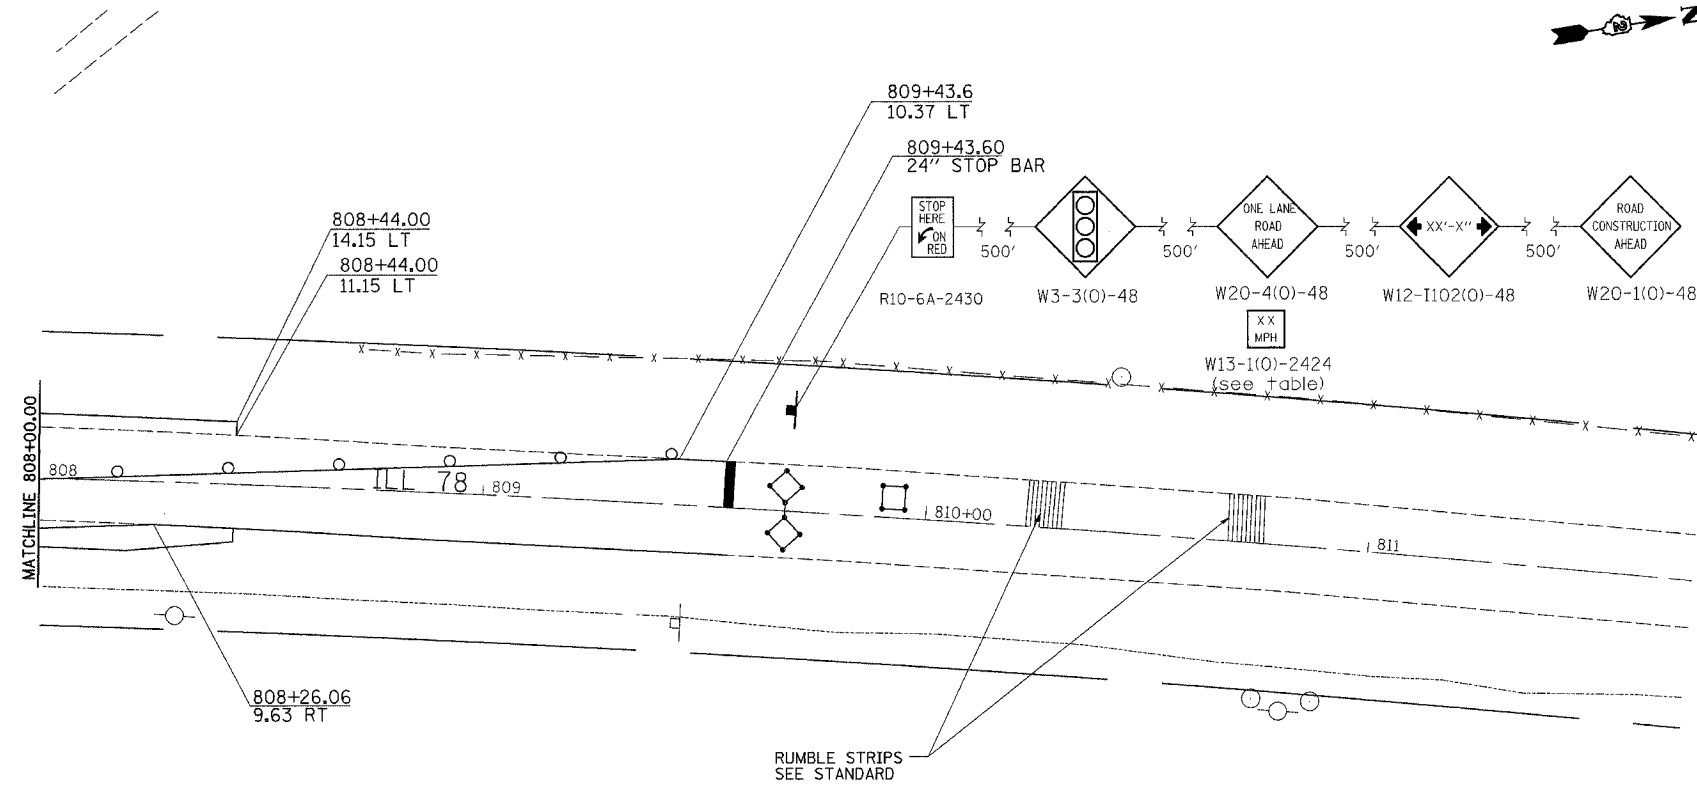 N
809+43.6
10.37 LT
809+43.60
24" STOP BAR
STOP
HERE
ON
RED
500'
500'
ONE LANE
ROAD
AHEAD
500'
XX'-X"
500'
ROAD
CONSTRUCTION
AHEAD
R10-6A-2430
W3-3(O)-48
W20-4(O)-48
W12-I102(O)-48
W20-1(O)-48
XX
MPH
W13-1(O)-2424
(see table)
808+44.00
14.15 LT
808+44.00
11.15 LT
MATCHLINE 808+00.00
808
ILL 78
809
810+00
811
808+26.06
9.63 RT
RUMBLE STRIPS
SEE STANDARD